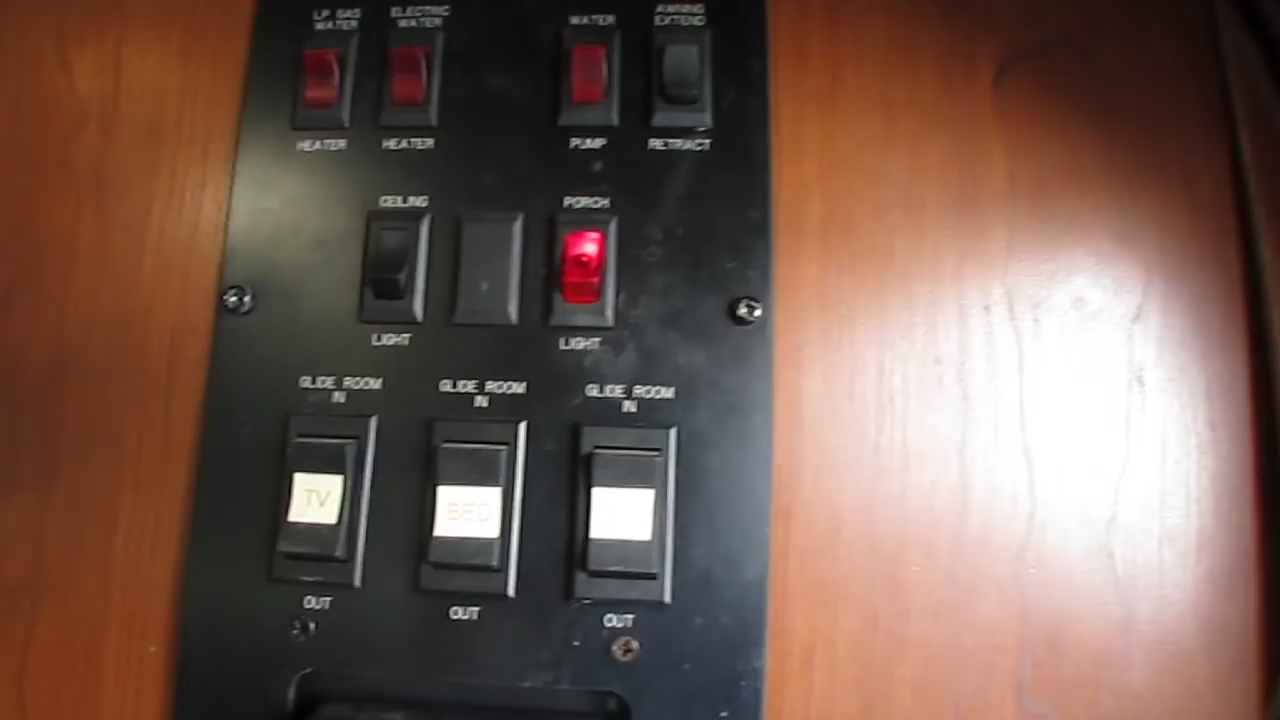 LP GAS
WATER
ELECTRIC
WATER
WATER
AWNING
EXTEND
HEATER
HEATER
PUMP
RETRACT
CEILING
PORCH
LIGHT
LIGHT
GLIDE ROOM
IN
GLIDE ROOM
IN
GLIDE ROOM
IN
TV
BED
OUT
OUT
OUT